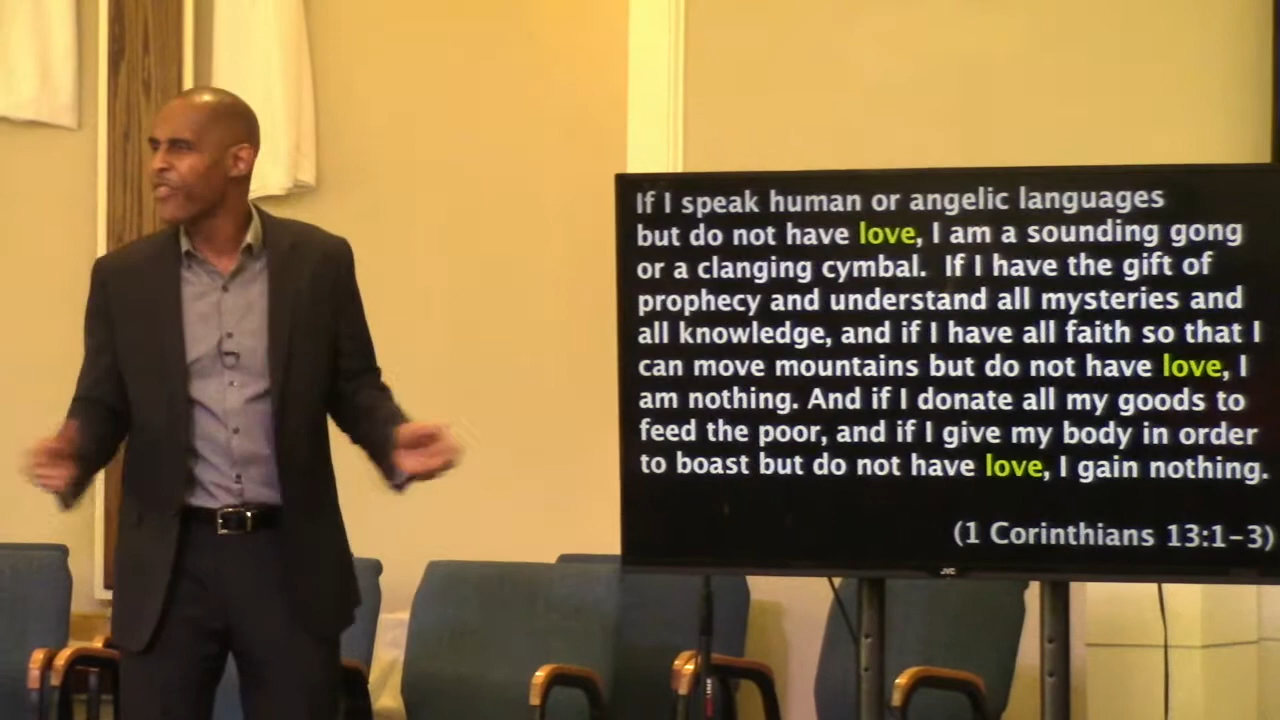 If I speak human or angelic languages
but do not have love, I am a sounding gong
or a clanging cymbal.  If I have the gift of
prophecy and understand all mysteries and
all knowledge, and if I have all faith so that I
can move mountains but do not have love, I
am nothing. And if I donate all my goods to
feed the poor, and if I give my body in order
to boast but do not have love, I gain nothing.
(1 Corinthians 13:1–3)
JVC